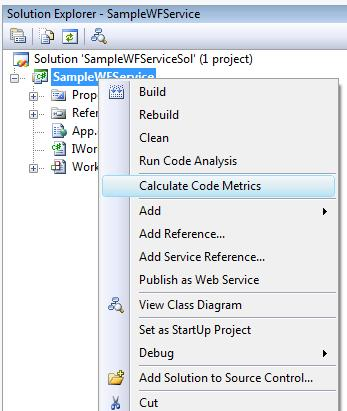 Solution Explorer - SampleWFService
Solution 'SampleWFServiceSol' (1 project)
SampleWFService
Prop
Refer
App.
IWor
Work
Build
Rebuild
Clean
Run Code Analysis
Calculate Code Metrics
Add
Add Reference...
Add Service Reference...
Publish as Web Service
View Class Diagram
Set as StartUp Project
Debug
Add Solution to Source Control...
Cut